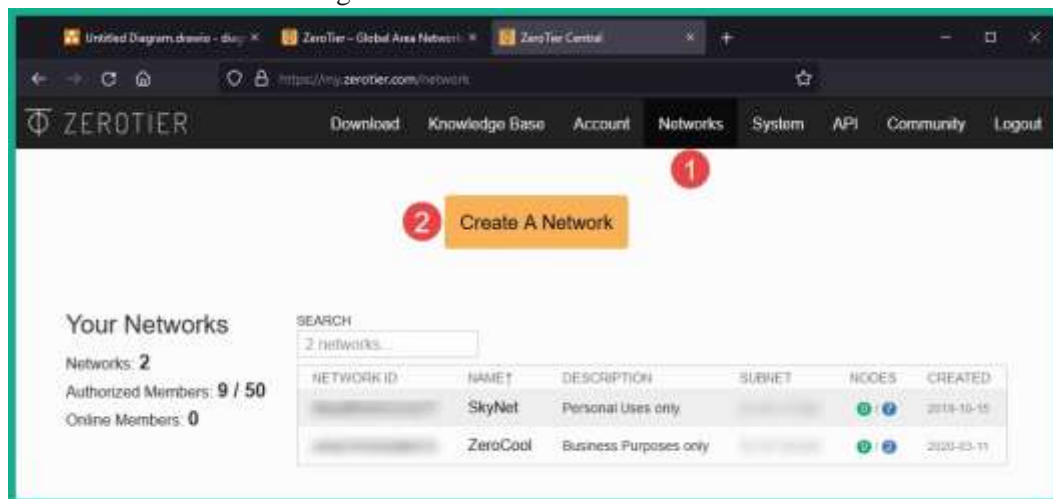 Untitled Diagram.drawio - diag
ZeroTier – Global Area Network
ZeroTier Central
https://my.zerotier.com/network
ZEROTIER
Download Knowledge Base Account Networks System API Community Logout
1
2 Create A Network
Your Networks
Networks: 2
Authorized Members: 9 / 50
Online Members: 0
SEARCH
2 networks...
NETWORK ID NAME↑ DESCRIPTION SUBNET NODES CREATED
SkyNet Personal Uses only 0 / 7 2019-10-15
ZeroCool Business Purposes only 0 / 2 2020-03-11